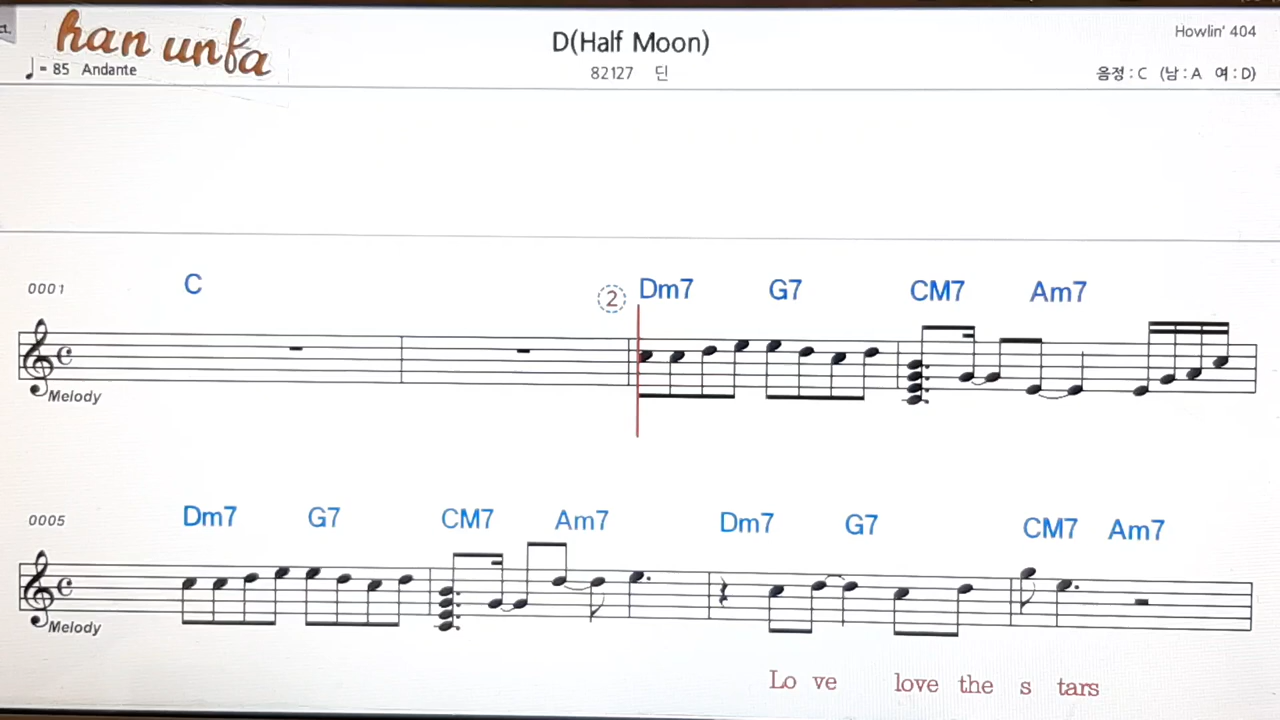 ct.
han unfa
D(Half Moon)
Howlin' 404
♩= 85 Andante
82127 딘
음정 : C (남 : A 여 : D)
0001 C ② Dm7 G7 CM7 Am7
Melody
0005 Dm7 G7 CM7 Am7 Dm7 G7 CM7 Am7
Melody
Lo ve love the s tars